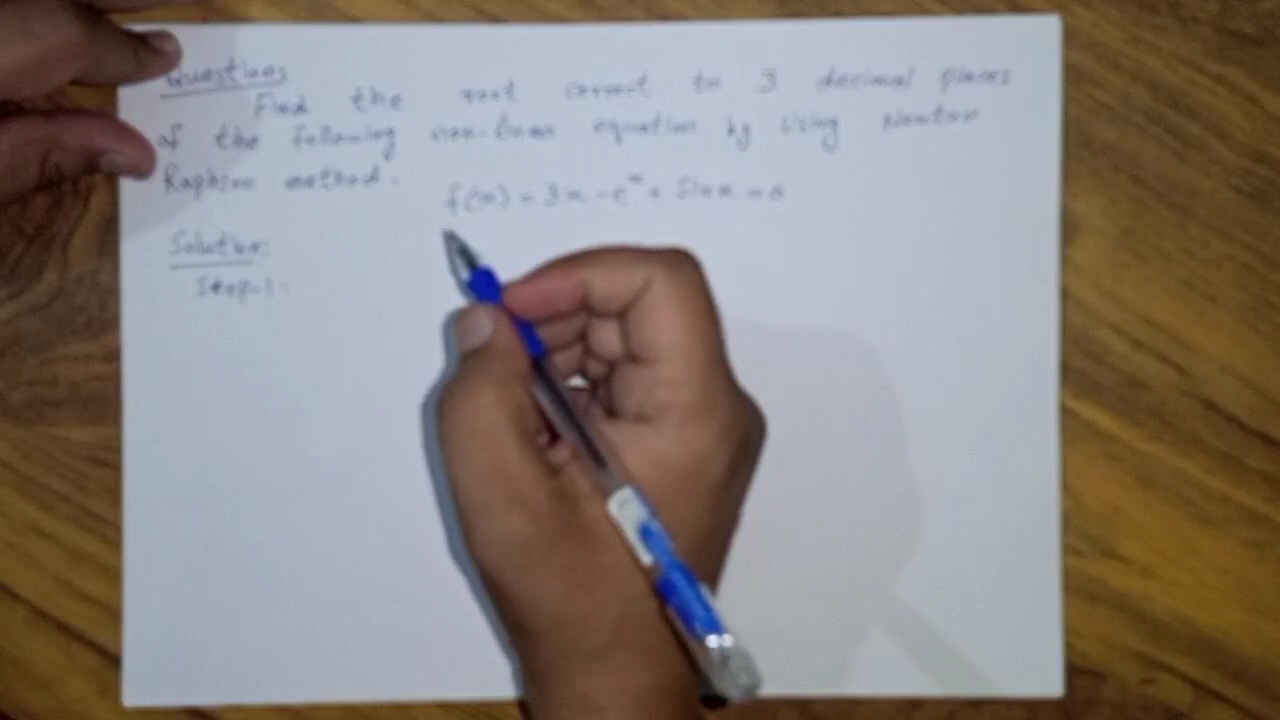 Question:
Find the root correct to 3 decimal places
of the following non-linear equation by Using Newton
Raphson method.
f(x) = 3x - eˣ + Sin x = 0
Solution:
Step-1: